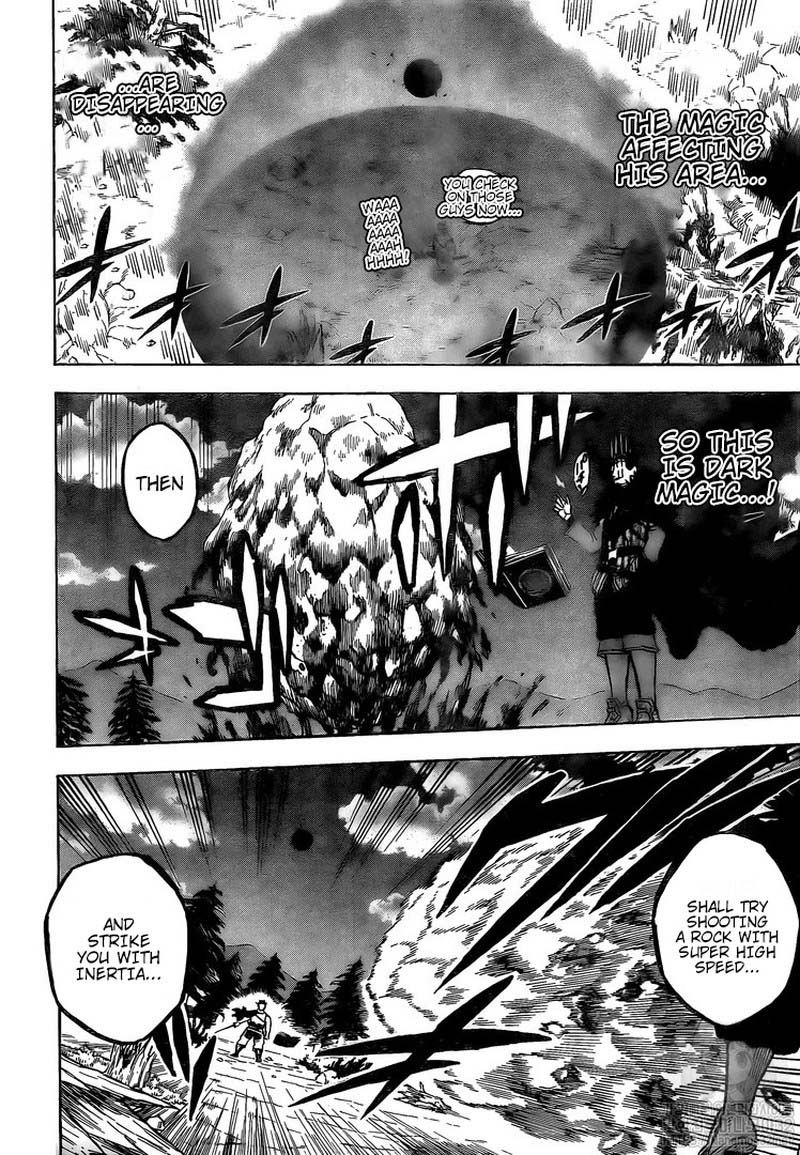 THE MAGIC
AFFECTING
HIS AREA...
...ARE
DISAPPEARING
...
YOU CHECK
ON THOSE
GUYS NOW...
WAAA
AAAA
AAAA
AAAH
HHHH!
SO THIS
IS DARK
MAGIC....!
THEN
SHALL TRY
SHOOTING
A ROCK WITH
SUPER HIGH
SPEED...
AND
STRIKE
YOU WITH
INERTIA...